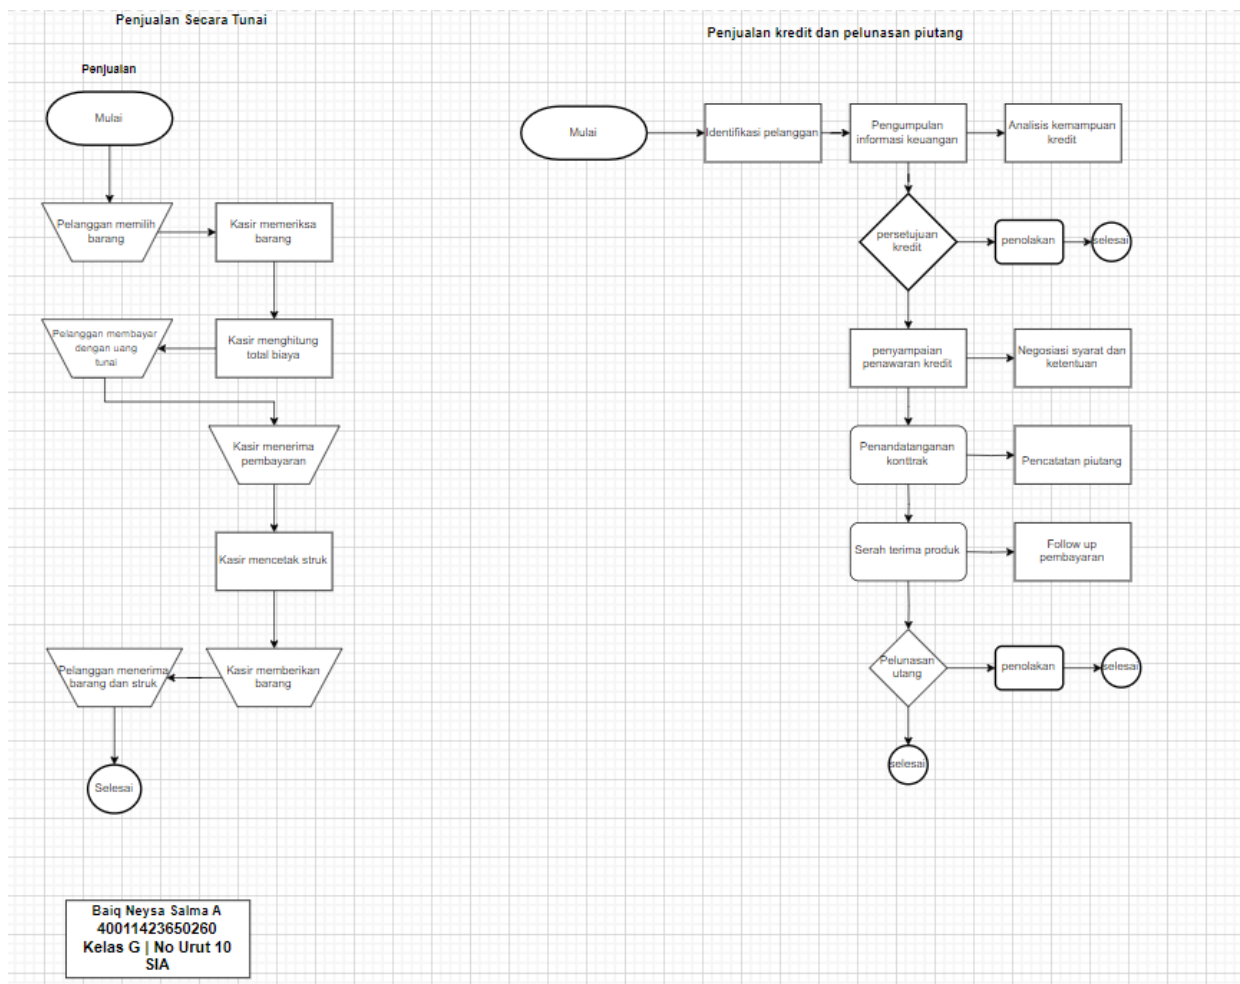 Penjualan Secara Tunai
Penjualan
Mulai
Pelanggan memilih
barang
Kasir memeriksa
barang
Pelanggan membayar
dengan uang
tunai
Kasir menghitung
total biaya
Kasir menerima
pembayaran
Kasir mencetak struk
Pelanggan menerima
barang dan struk
Kasir memberikan
barang
Selesai
Baiq Neysa Salma A
40011423650260
Kelas G | No Urut 10
SIA
Penjualan kredit dan pelunasan piutang
Mulai
Identifikasi pelanggan
Pengumpulan
informasi keuangan
Analisis kemampuan
kredit
persetujuan
kredit
penolakan
selesai
penyampaian
penawaran kredit
Negosiasi syarat dan
ketentuan
Penandatanganan
konttrak
Pencatatan piutang
Serah terima produk
Follow up
pembayaran
Pelunasan
utang
penolakan
selesai
selesai